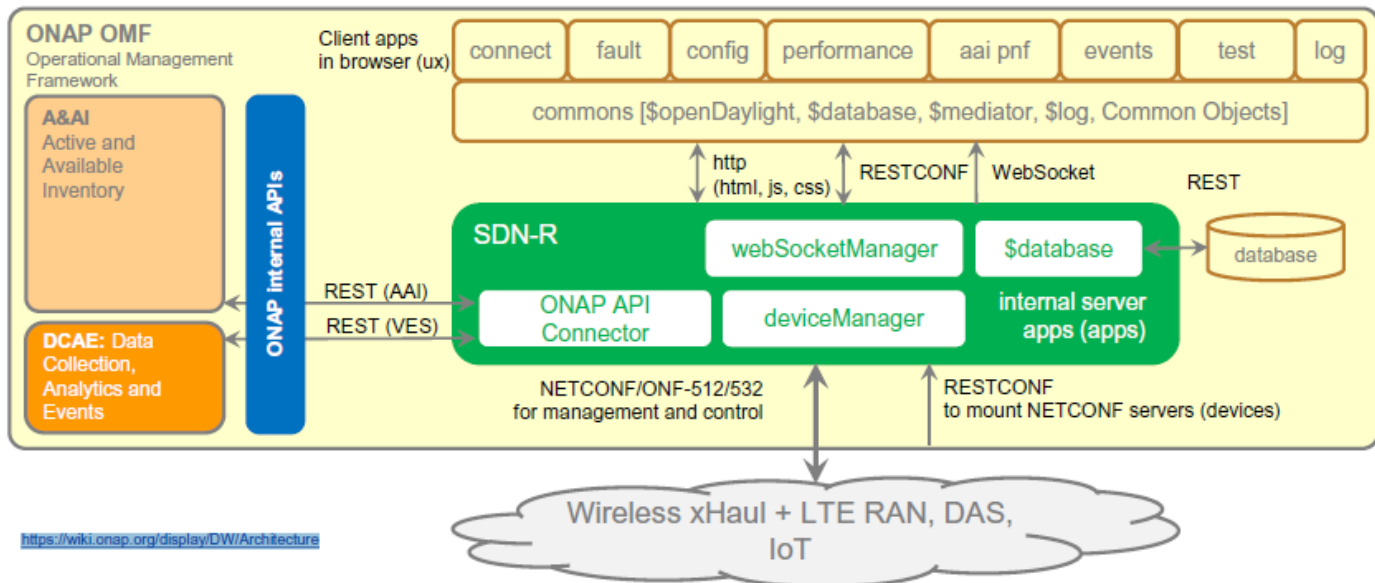 ONAP OMF
Operational Management
Framework
Client apps
in browser (ux)
connect
fault
config
performance
aai pnf
events
test
log
commons [$openDaylight, $database, $mediator, $log, Common Objects]
A&AI
Active and
Available
Inventory
ONAP internal APIs
http
(html, js, css)
RESTCONF
WebSocket
REST
SDN-R
webSocketManager
$database
database
REST (AAI)
REST (VES)
ONAP API
Connector
deviceManager
internal server
apps (apps)
DCAE: Data
Collection,
Analytics and
Events
NETCONF/ONF-512/532
for management and control
RESTCONF
to mount NETCONF servers (devices)
Wireless xHaul + LTE RAN, DAS,
IoT
https://wiki.onap.org/display/DW/Architecture